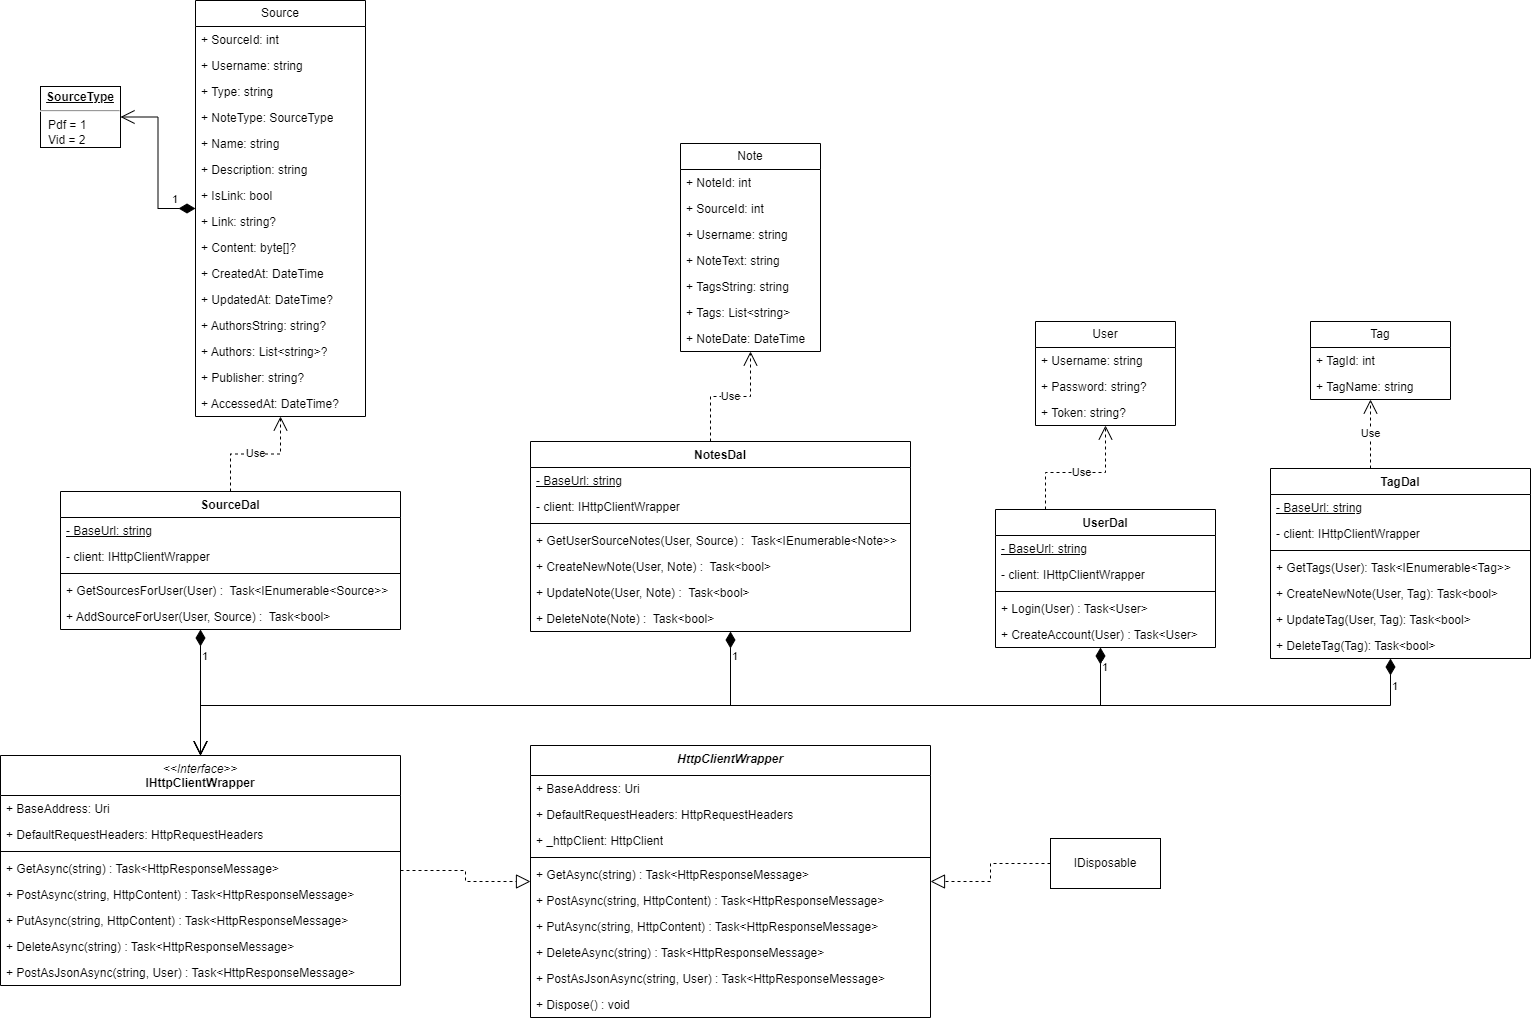 Source
+ SourceId: int
+ Username: string
+ Type: string
+ NoteType: SourceType
+ Name: string
+ Description: string
+ IsLink: bool
+ Link: string?
+ Content: byte[]?
+ CreatedAt: DateTime
+ UpdatedAt: DateTime?
+ AuthorsString: string?
+ Authors: List<string>?
+ Publisher: string?
+ AccessedAt: DateTime?
SourceType
Pdf = 1
Vid = 2
1
Note
+ NoteId: int
+ SourceId: int
+ Username: string
+ NoteText: string
+ TagsString: string
+ Tags: List<string>
+ NoteDate: DateTime
User
+ Username: string
+ Password: string?
+ Token: string?
Tag
+ TagId: int
+ TagName: string
Use
Use
Use
Use
SourceDal
- BaseUrl: string
- client: IHttpClientWrapper
+ GetSourcesForUser(User) : Task<IEnumerable<Source>>
+ AddSourceForUser(User, Source) : Task<bool>
1
NotesDal
- BaseUrl: string
- client: IHttpClientWrapper
+ GetUserSourceNotes(User, Source) : Task<IEnumerable<Note>>
+ CreateNewNote(User, Note) : Task<bool>
+ UpdateNote(User, Note) : Task<bool>
+ DeleteNote(Note) : Task<bool>
1
UserDal
- BaseUrl: string
- client: IHttpClientWrapper
+ Login(User) : Task<User>
+ CreateAccount(User) : Task<User>
1
TagDal
- BaseUrl: string
- client: IHttpClientWrapper
+ GetTags(User): Task<IEnumerable<Tag>>
+ CreateNewNote(User, Tag): Task<bool>
+ UpdateTag(User, Tag): Task<bool>
+ DeleteTag(Tag): Task<bool>
1
<<Interface>>
IHttpClientWrapper
+ BaseAddress: Uri
+ DefaultRequestHeaders: HttpRequestHeaders
+ GetAsync(string) : Task<HttpResponseMessage>
+ PostAsync(string, HttpContent) : Task<HttpResponseMessage>
+ PutAsync(string, HttpContent) : Task<HttpResponseMessage>
+ DeleteAsync(string) : Task<HttpResponseMessage>
+ PostAsJsonAsync(string, User) : Task<HttpResponseMessage>
HttpClientWrapper
+ BaseAddress: Uri
+ DefaultRequestHeaders: HttpRequestHeaders
+ _httpClient: HttpClient
+ GetAsync(string) : Task<HttpResponseMessage>
+ PostAsync(string, HttpContent) : Task<HttpResponseMessage>
+ PutAsync(string, HttpContent) : Task<HttpResponseMessage>
+ DeleteAsync(string) : Task<HttpResponseMessage>
+ PostAsJsonAsync(string, User) : Task<HttpResponseMessage>
+ Dispose() : void
IDisposable